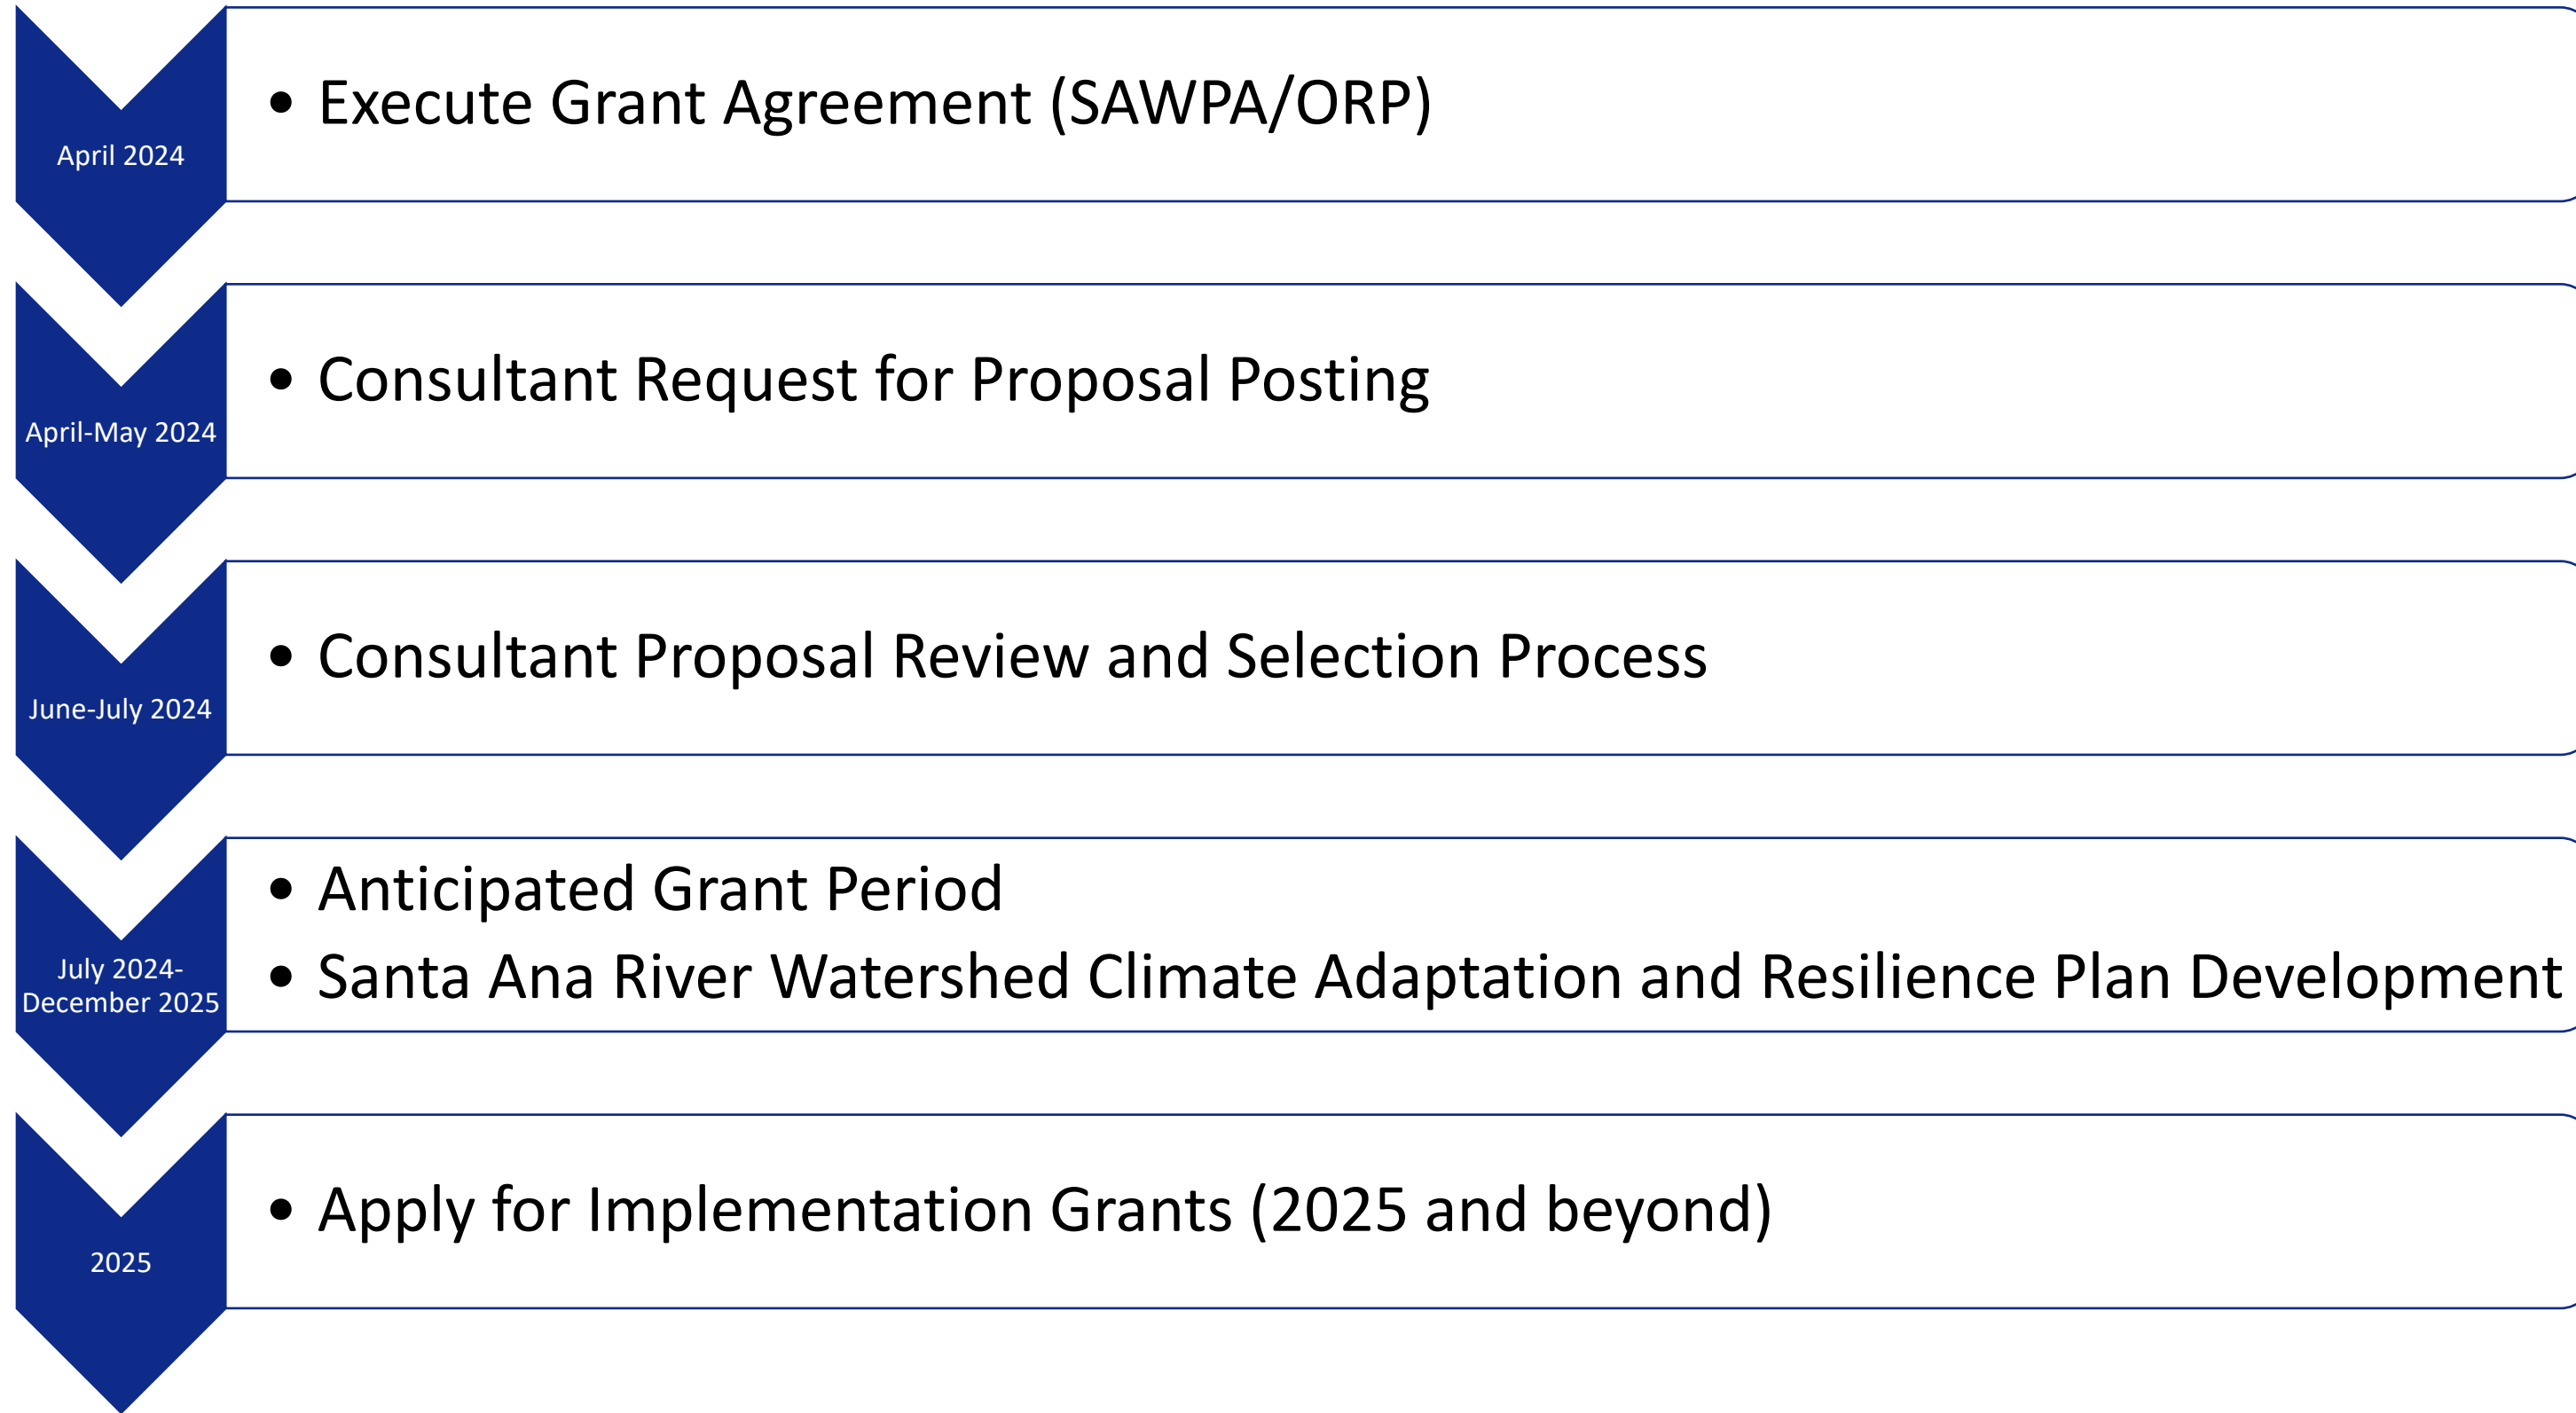 April 2024
• Execute Grant Agreement (SAWPA/ORP)
April-May 2024
• Consultant Request for Proposal Posting
June-July 2024
• Consultant Proposal Review and Selection Process
July 2024-
December 2025
• Anticipated Grant Period
• Santa Ana River Watershed Climate Adaptation and Resilience Plan Development
2025
• Apply for Implementation Grants (2025 and beyond)